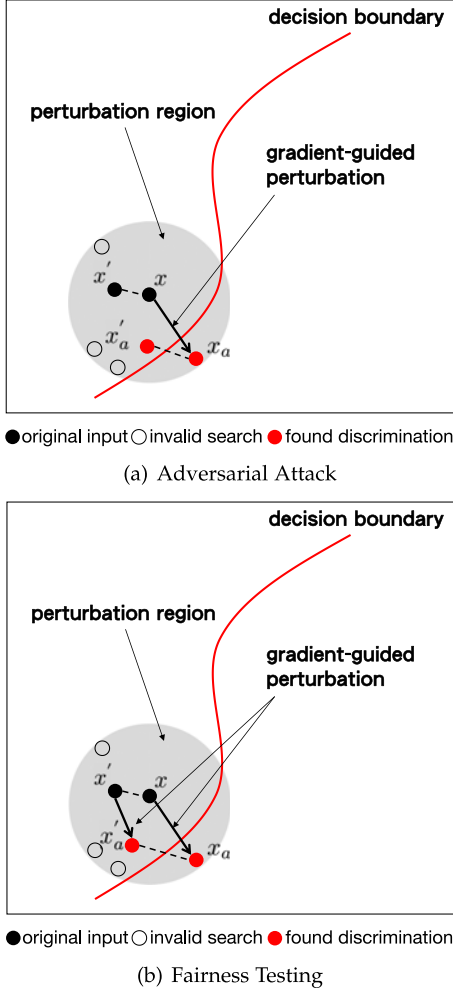 decision boundary
perturbation region
gradient-guided
perturbation
x′ x
x′a xa
original input invalid search found discrimination
(a) Adversarial Attack
decision boundary
perturbation region
gradient-guided
perturbation
x′ x
x′a xa
original input invalid search found discrimination
(b) Fairness Testing